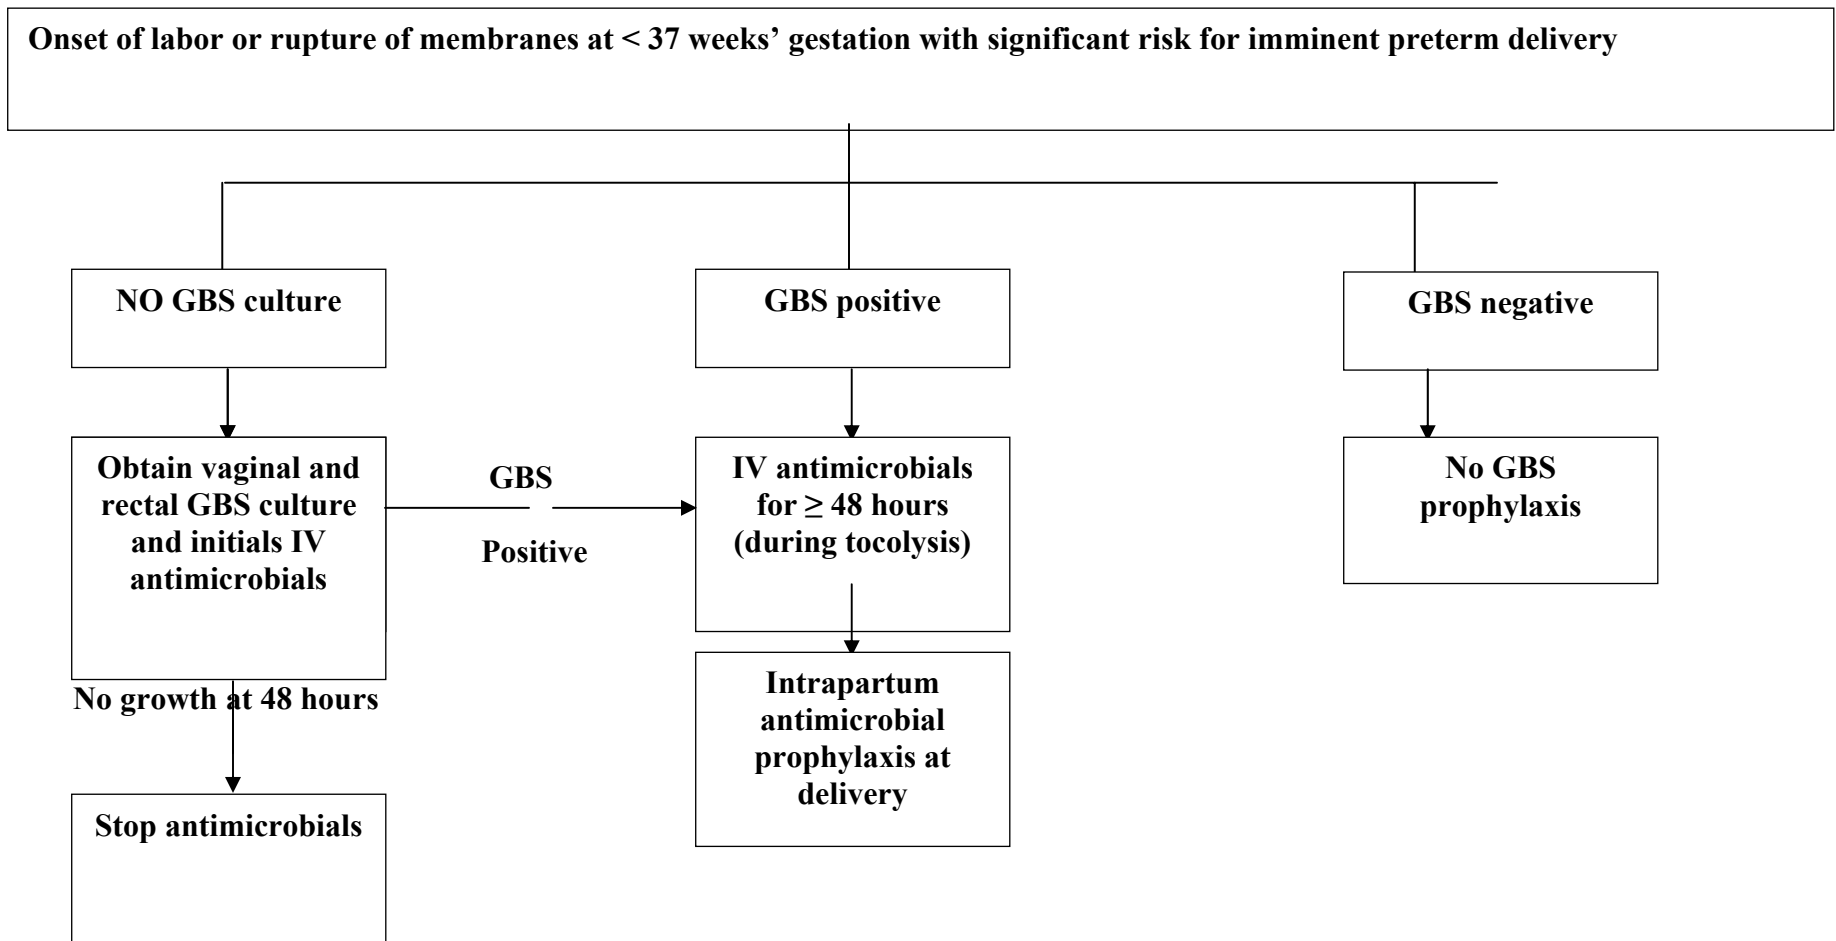 Onset of labor or rupture of membranes at < 37 weeks’ gestation with significant risk for imminent preterm delivery
NO GBS culture
GBS positive
GBS negative
Obtain vaginal and
rectal GBS culture
and initials IV
antimicrobials
GBS
Positive
IV antimicrobials
for ≥ 48 hours
(during tocolysis)
No GBS
prophylaxis
No growth at 48 hours
Intrapartum
antimicrobial
prophylaxis at
delivery
Stop antimicrobials